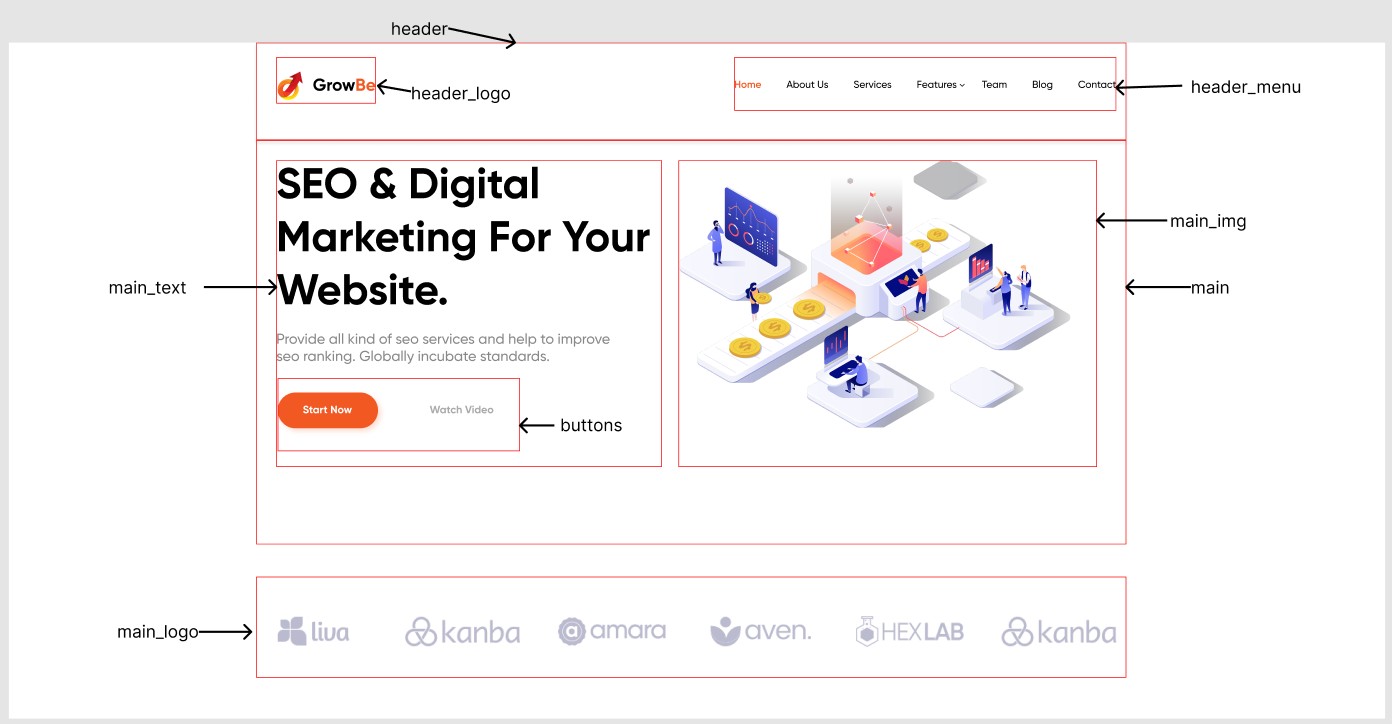 header
GrowBe
header_logo
Home About Us Services Features Team Blog Contact
header_menu
SEO & Digital
Marketing For Your
Website.
main_text
main_img
main
Provide all kind of seo services and help to improve
seo ranking. Globally incubate standards.
Start Now Watch Video
buttons
main_logo
liva kanba amara aven. HEXLAB kanba